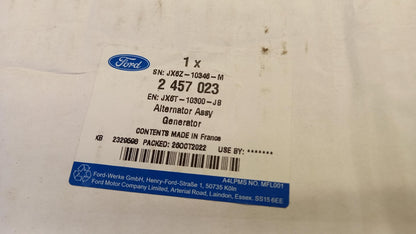 Ford
1 x
SN: JX6Z-10346-M
2 457 023
EN: JX6T-10300-JB
Alternator Assy
Generator
CONTENTS MADE IN France
KB 2329598 PACKED: 26OCT2022 USE BY: *******
A4LPMS NO. MFL001
Ford-Werke GmbH, Henry-Ford-Straße 1, 50735 Köln
Ford Motor Company Limited, Arterial Road, Laindon, Essex. SS15 6EE